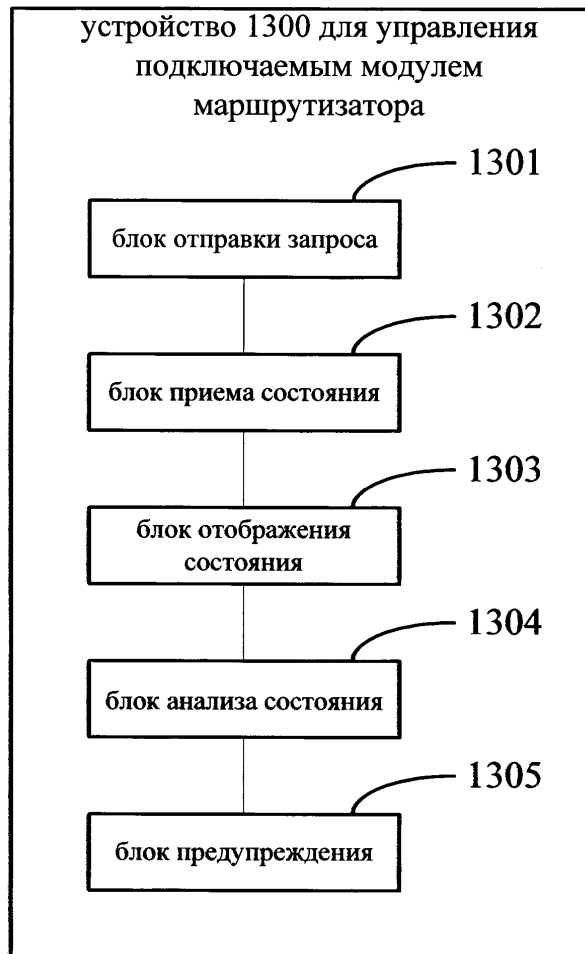 устройство 1300 для управления
подключаемым модулем
маршрутизатора
1301
блок отправки запроса
1302
блок приема состояния
1303
блок отображения
состояния
1304
блок анализа состояния
1305
блок предупреждения